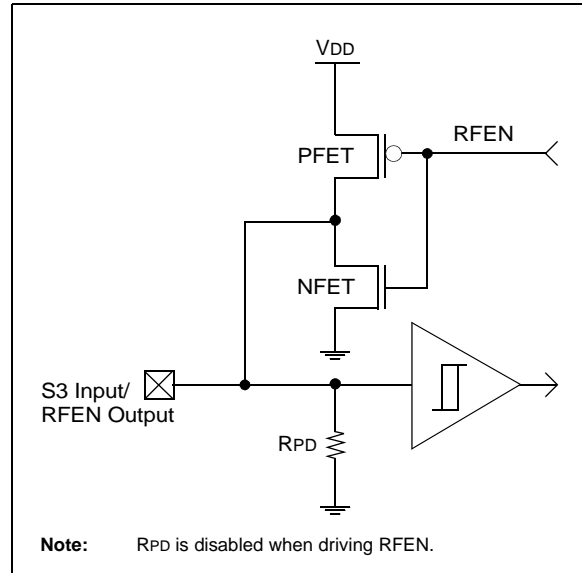 VDD
RFEN
PFET
NFET
S3 Input/
RFEN Output
RPD
Note: RPD is disabled when driving RFEN.